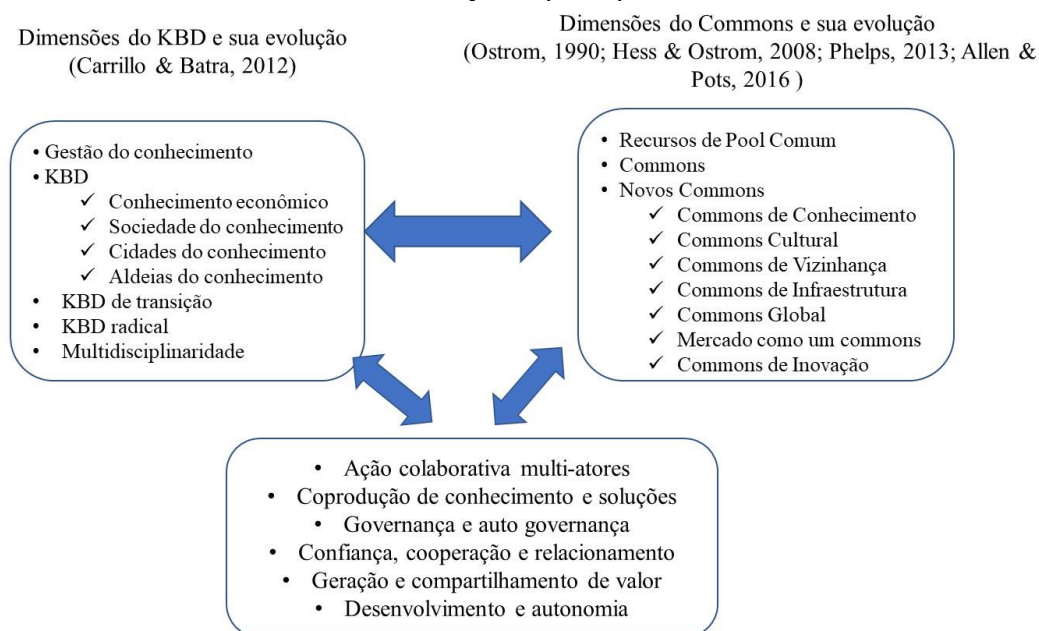 Dimensões do KBD e sua evolução
(Carrillo & Batra, 2012)
Dimensões do Commons e sua evolução
(Ostrom, 1990; Hess & Ostrom, 2008; Phelps, 2013; Allen &
Pots, 2016 )
• Gestão do conhecimento
• KBD
✓ Conhecimento econômico
✓ Sociedade do conhecimento
✓ Cidades do conhecimento
✓ Aldeias do conhecimento
• KBD de transição
• KBD radical
• Multidisciplinaridade
• Recursos de Pool Comum
• Commons
• Novos Commons
✓ Commons de Conhecimento
✓ Commons Cultural
✓ Commons de Vizinhança
✓ Commons de Infraestrutura
✓ Commons Global
✓ Mercado como um commons
✓ Commons de Inovação
• Ação colaborativa multi-atores
• Coprodução de conhecimento e soluções
• Governança e auto governança
• Confiança, cooperação e relacionamento
• Geração e compartilhamento de valor
• Desenvolvimento e autonomia